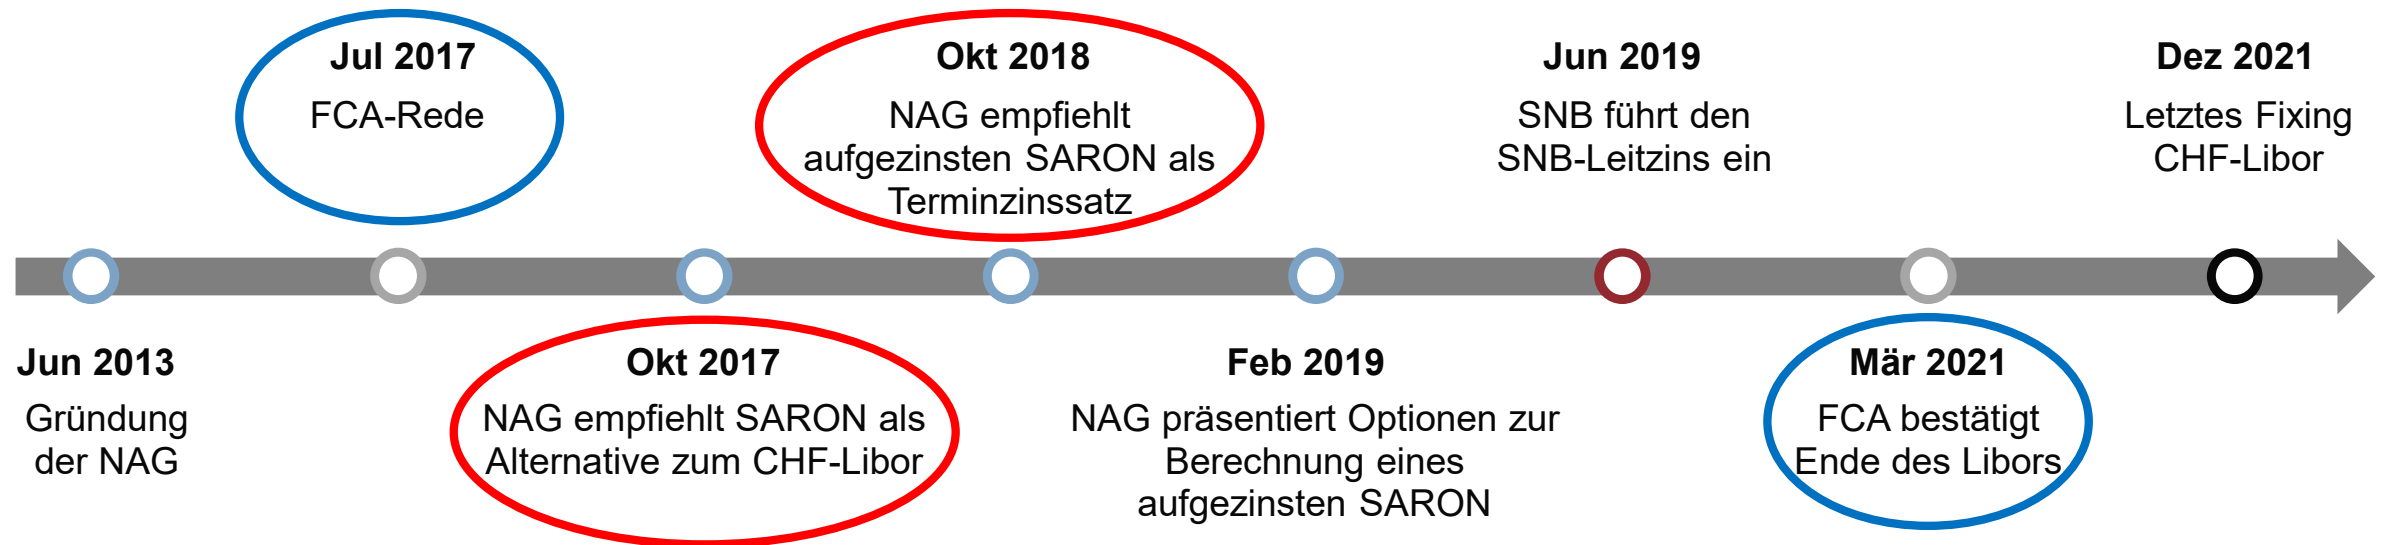 Jul 2017
FCA-Rede
Okt 2018
NAG empfiehlt
aufgezinsten SARON als
Terminzinssatz
Jun 2019
SNB führt den
SNB-Leitzins ein
Dez 2021
Letztes Fixing
CHF-Libor
Jun 2013
Gründung
der NAG
Okt 2017
NAG empfiehlt SARON als
Alternative zum CHF-Libor
Feb 2019
NAG präsentiert Optionen zur
Berechnung eines
aufgezinsten SARON
Mär 2021
FCA bestätigt
Ende des Libors